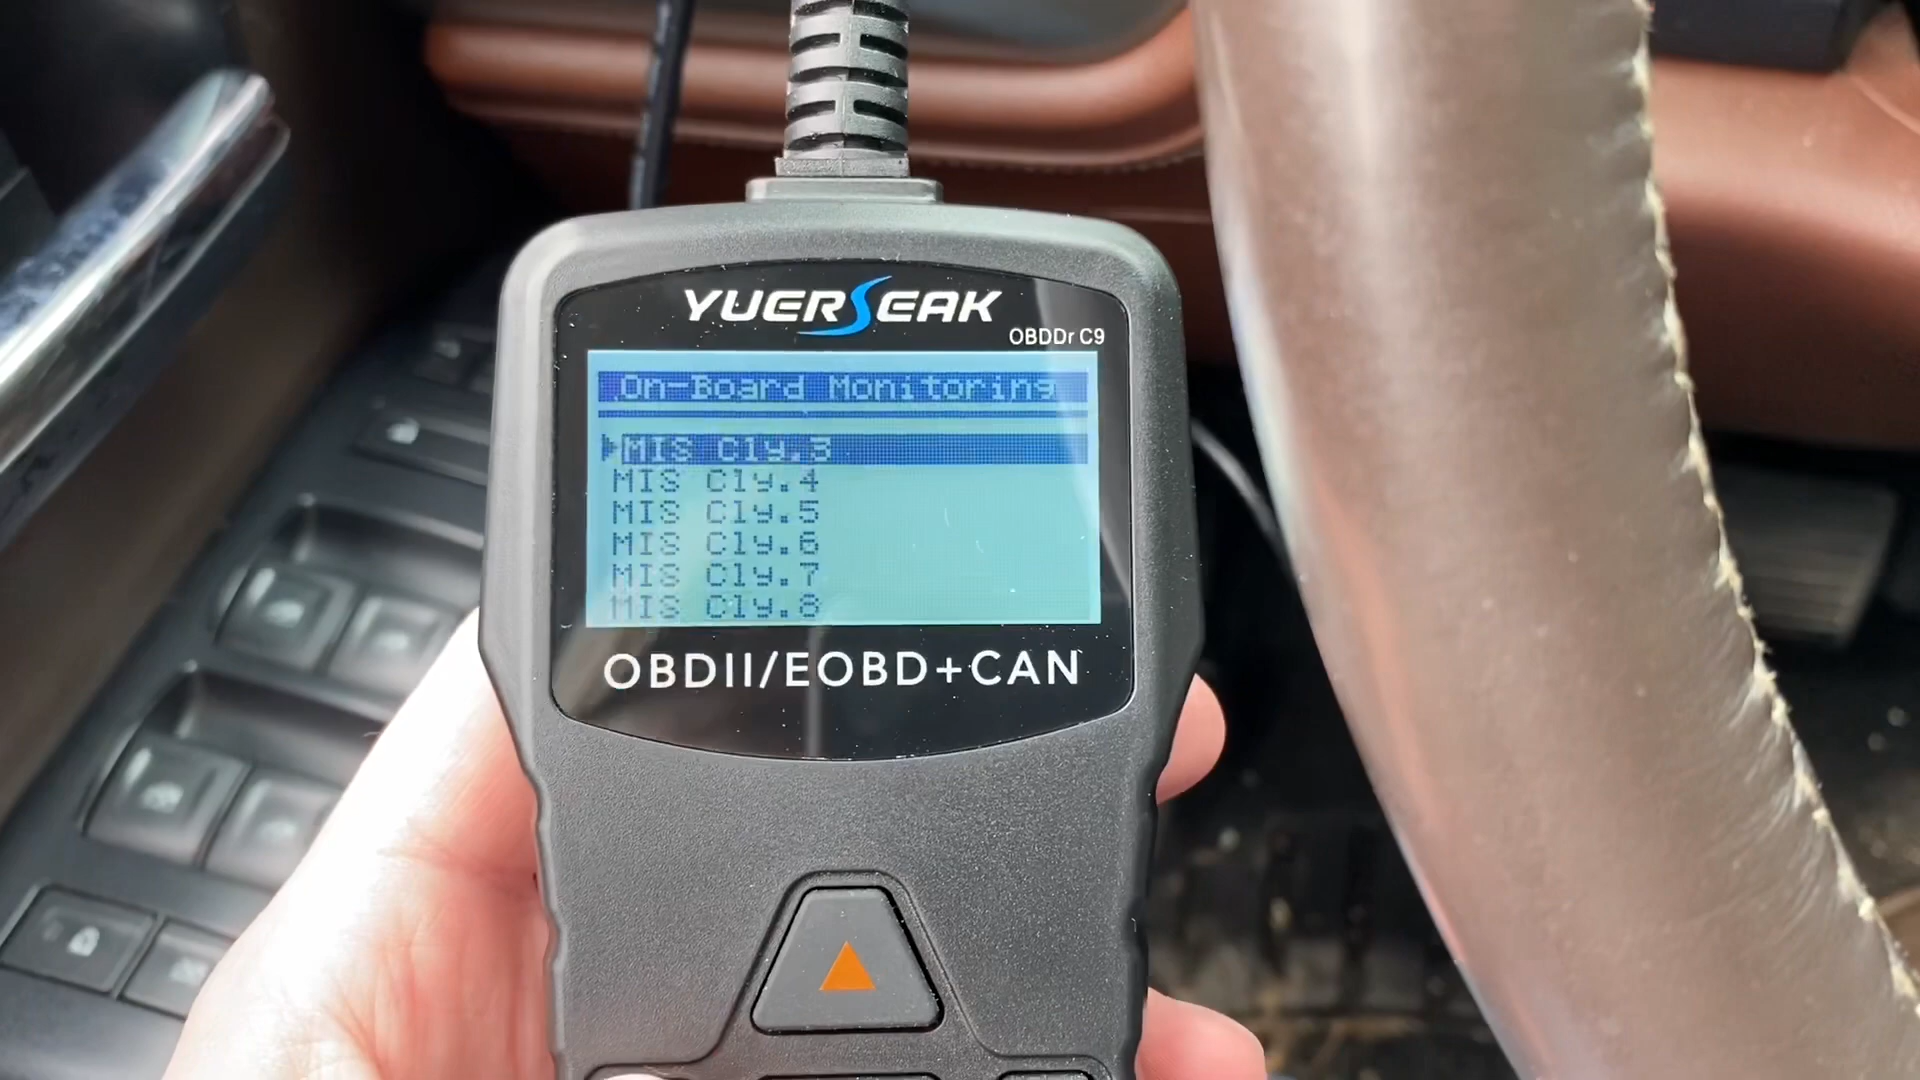 YUERSEAK
OBDDr C9
On-Board Monitoring
MIS Cly.3
MIS Cly.4
MIS Cly.5
MIS Cly.6
MIS Cly.7
MIS Cly.8
OBDII/EOBD+CAN